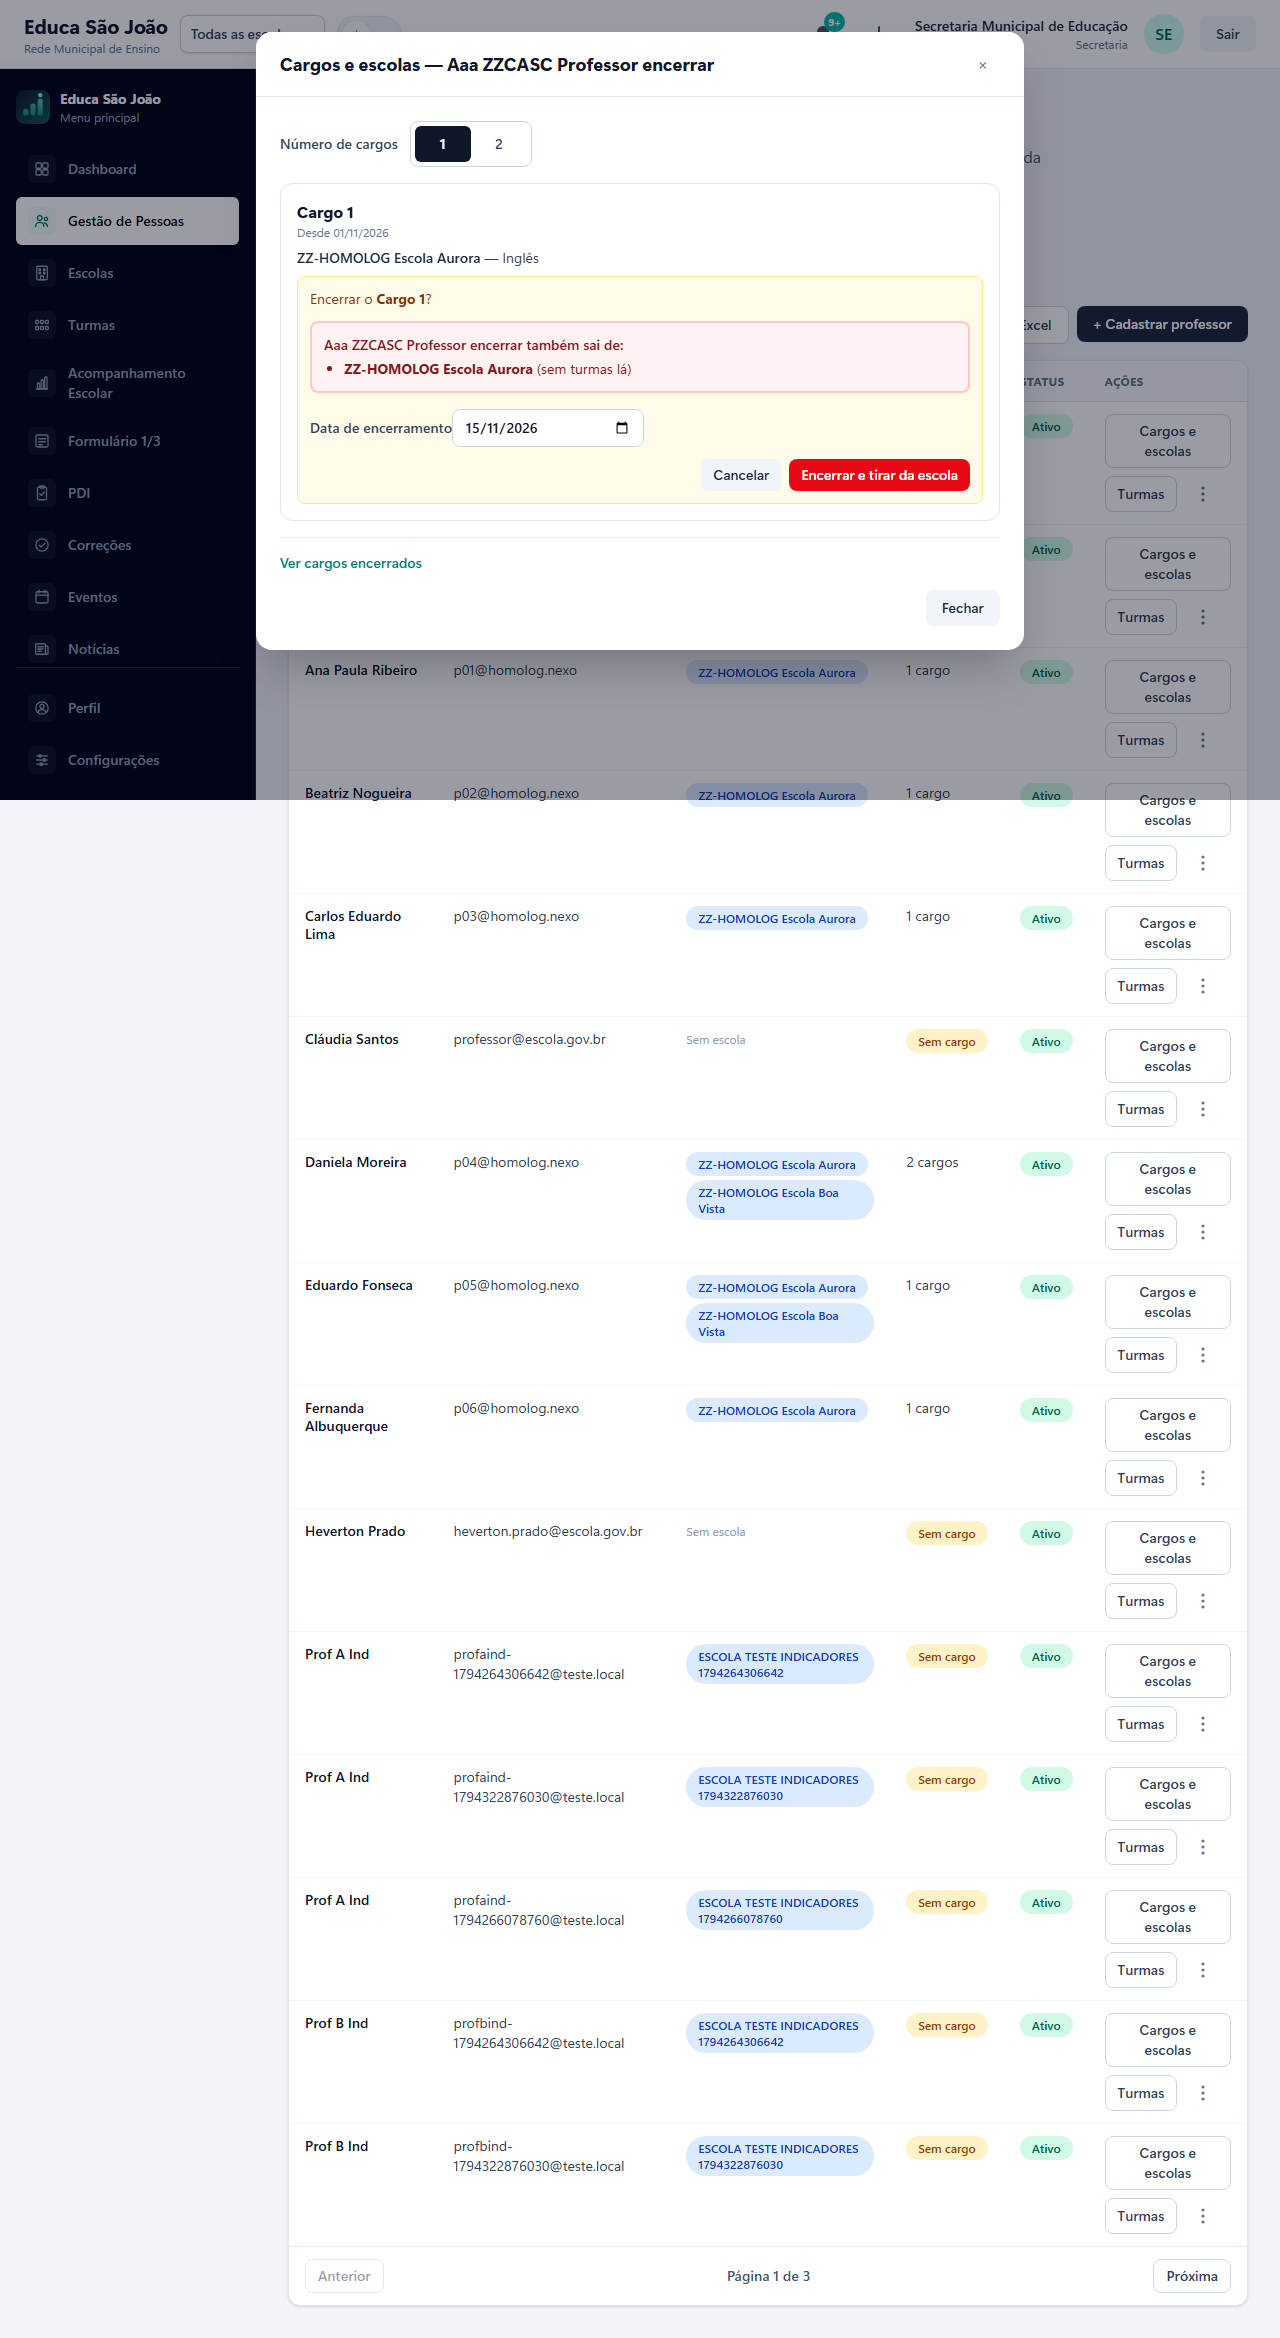 Educa São João
Rede Municipal de Ensino
Todas as
9+
Secretaria Municipal de Educação
Secretaria
SE
Sair
Educa São João
Menu principal
Dashboard
Gestão de Pessoas
Escolas
Turmas
Acompanhamento
Escolar
Formulário 1/3
PDI
Correções
Eventos
Notícias
Perfil
Configurações
Cargos e escolas — Aaa ZZCASC Professor encerrar
×
Número de cargos
1
2
Cargo 1
Desde 01/11/2026
ZZ-HOMOLOG Escola Aurora — Inglês
Encerrar o Cargo 1?
Aaa ZZCASC Professor encerrar também sai de:
• ZZ-HOMOLOG Escola Aurora (sem turmas lá)
Data de encerramento
15/11/2026
Cancelar
Encerrar e tirar da escola
Ver cargos encerrados
Fechar
da
Excel
+ Cadastrar professor
STATUS
AÇÕES
Ativo
Cargos e
escolas
Turmas
Ativo
Cargos e
escolas
Turmas
Ana Paula Ribeiro
p01@homolog.nexo
ZZ-HOMOLOG Escola Aurora
1 cargo
Ativo
Cargos e
escolas
Turmas
Beatriz Nogueira
p02@homolog.nexo
ZZ-HOMOLOG Escola Aurora
1 cargo
Ativo
Cargos e
escolas
Turmas
Carlos Eduardo
Lima
p03@homolog.nexo
ZZ-HOMOLOG Escola Aurora
1 cargo
Ativo
Cargos e
escolas
Turmas
Cláudia Santos
professor@escola.gov.br
Sem escola
Sem cargo
Ativo
Cargos e
escolas
Turmas
Daniela Moreira
p04@homolog.nexo
ZZ-HOMOLOG Escola Aurora
ZZ-HOMOLOG Escola Boa
Vista
2 cargos
Ativo
Cargos e
escolas
Turmas
Eduardo Fonseca
p05@homolog.nexo
ZZ-HOMOLOG Escola Aurora
ZZ-HOMOLOG Escola Boa
Vista
1 cargo
Ativo
Cargos e
escolas
Turmas
Fernanda
Albuquerque
p06@homolog.nexo
ZZ-HOMOLOG Escola Aurora
1 cargo
Ativo
Cargos e
escolas
Turmas
Heverton Prado
heverton.prado@escola.gov.br
Sem escola
Sem cargo
Ativo
Cargos e
escolas
Turmas
Prof A Ind
profaind-
1794264306642@teste.local
ESCOLA TESTE INDICADORES
1794264306642
Sem cargo
Ativo
Cargos e
escolas
Turmas
Prof A Ind
profaind-
1794322876030@teste.local
ESCOLA TESTE INDICADORES
1794322876030
Sem cargo
Ativo
Cargos e
escolas
Turmas
Prof A Ind
profaind-
1794266078760@teste.local
ESCOLA TESTE INDICADORES
1794266078760
Sem cargo
Ativo
Cargos e
escolas
Turmas
Prof B Ind
profbind-
1794264306642@teste.local
ESCOLA TESTE INDICADORES
1794264306642
Sem cargo
Ativo
Cargos e
escolas
Turmas
Prof B Ind
profbind-
1794322876030@teste.local
ESCOLA TESTE INDICADORES
1794322876030
Sem cargo
Ativo
Cargos e
escolas
Turmas
Anterior
Página 1 de 3
Próxima